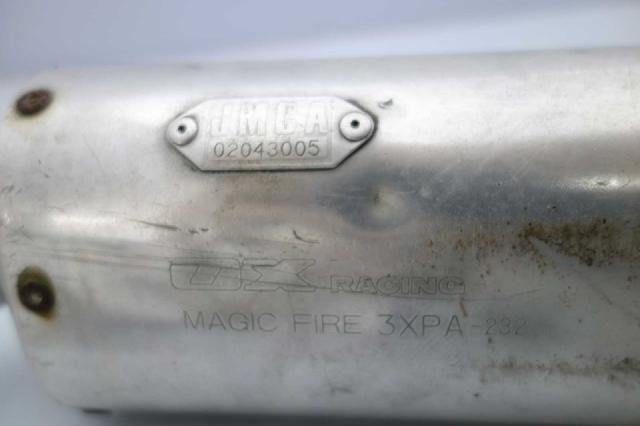 JMCA
02043005
RACING
MAGIC FIRE 3XPA-232